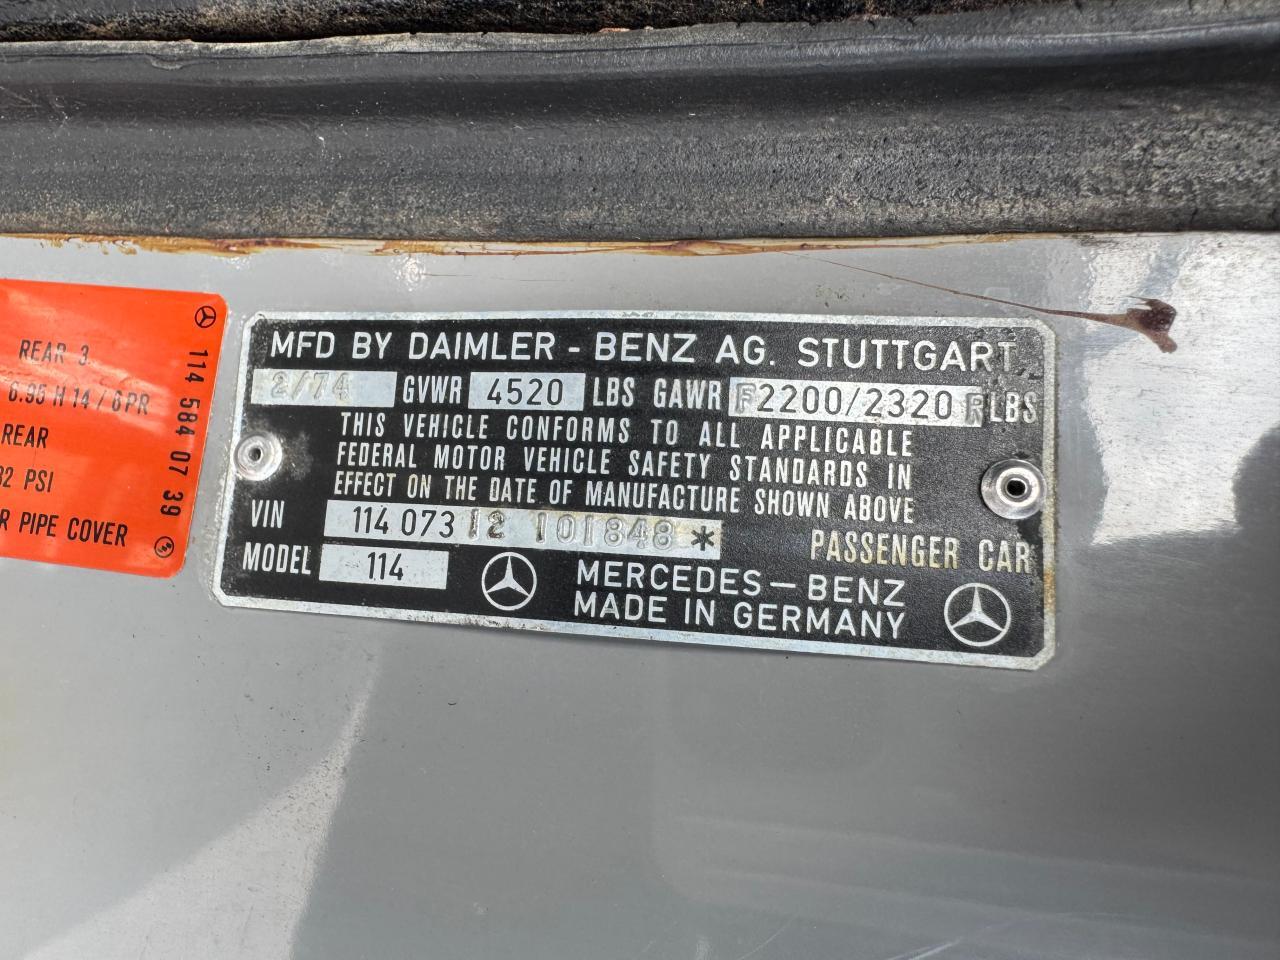 REAR 3
6.95 H 14 / 6PR
REAR
32 PSI
R PIPE COVER
114 584 07 39
MFD BY DAIMLER - BENZ AG. STUTTGART
2/74 GVWR 4520 LBS GAWR F2200/2320 R LBS
THIS VEHICLE CONFORMS TO ALL APPLICABLE
FEDERAL MOTOR VEHICLE SAFETY STANDARDS IN
EFFECT ON THE DATE OF MANUFACTURE SHOWN ABOVE
VIN 114 073 12 101848 *
PASSENGER CAR
MODEL 114
MERCEDES-BENZ
MADE IN GERMANY